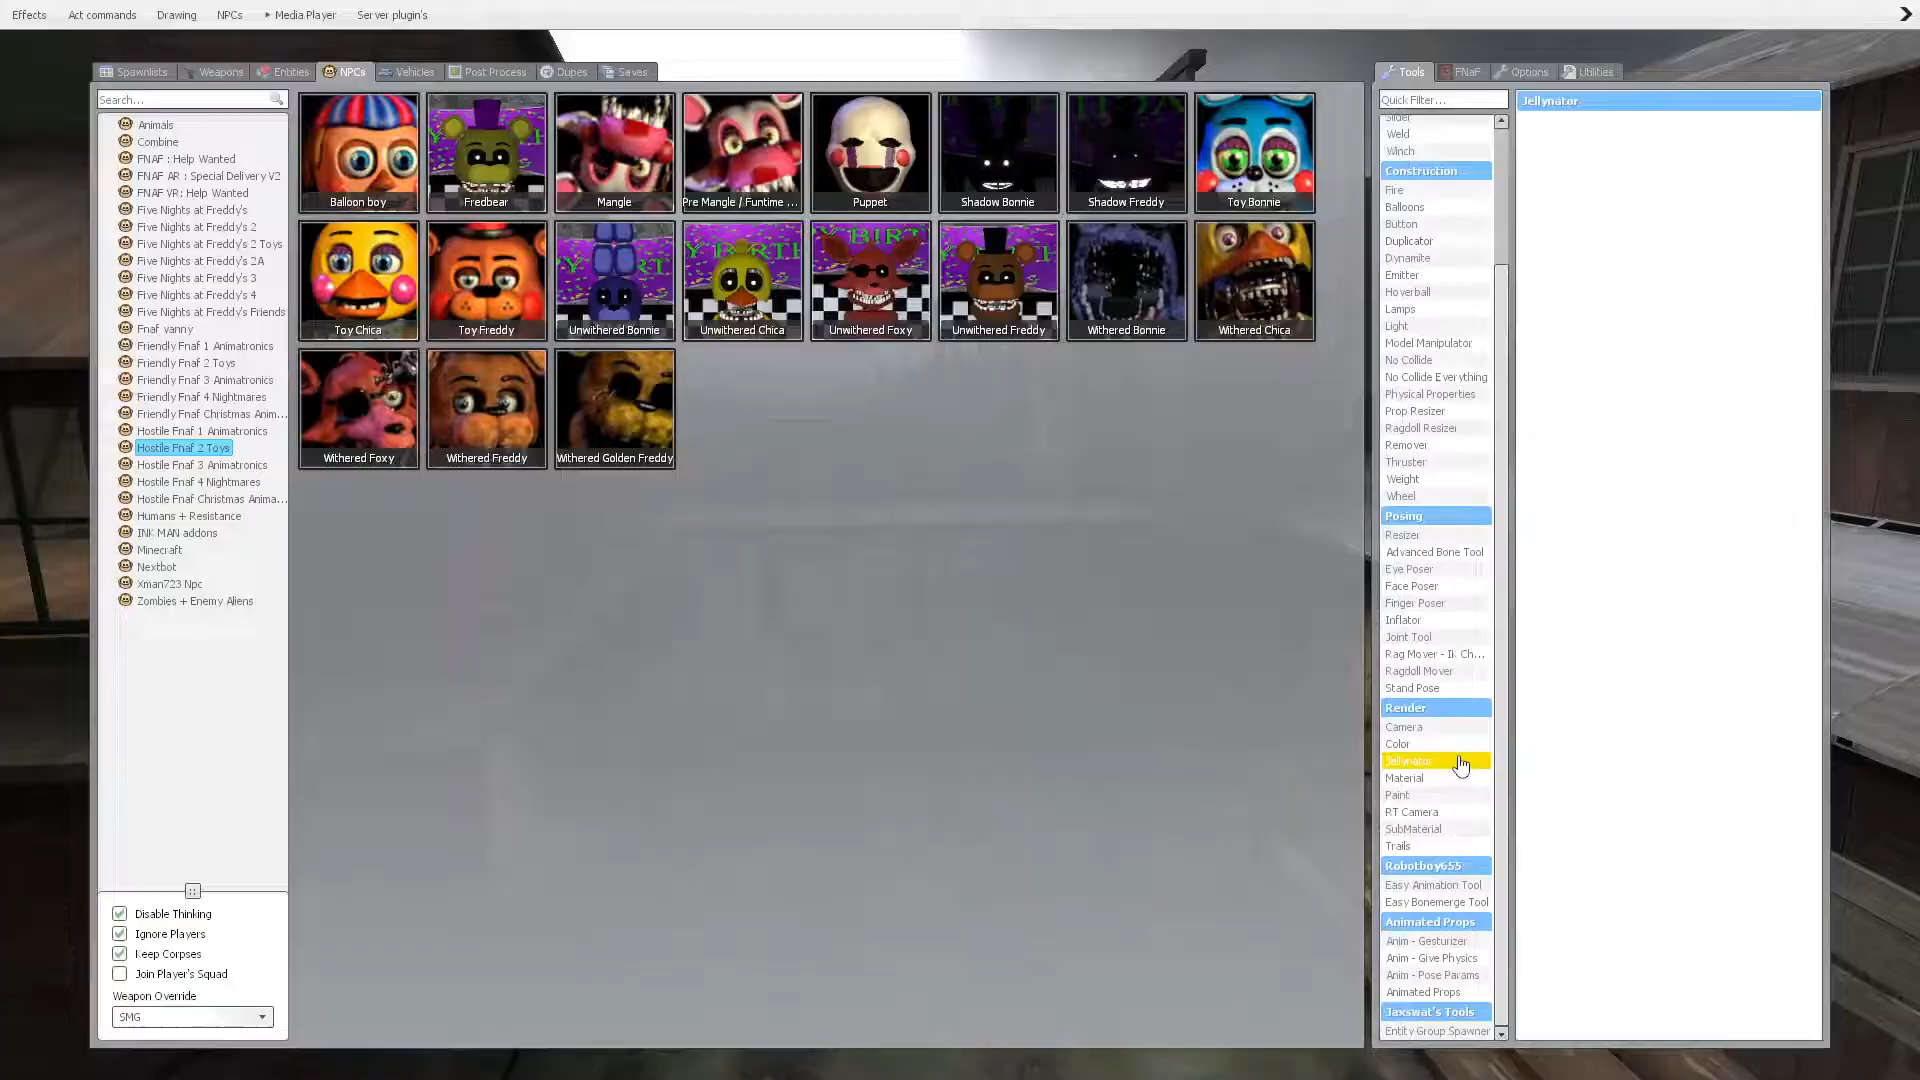 Effects Act commands Drawing NPCs Media Player Server plugin's
Spawnlists Weapons Entities NPCs Vehicles Post Process Dupes Saves
Search...
Animals
Combine
FNAF : Help Wanted
FNAF AR : Special Delivery V2
FNAF VR: Help Wanted
Five Nights at Freddy's
Five Nights at Freddy's 2
Five Nights at Freddy's 2 Toys
Five Nights at Freddy's 2A
Five Nights at Freddy's 3
Five Nights at Freddy's 4
Five Nights at Freddy's Friends
Fnaf vanny
Friendly Fnaf 1 Animatronics
Friendly Fnaf 2 Toys
Friendly Fnaf 3 Animatronics
Friendly Fnaf 4 Nightmares
Friendly Fnaf Christmas Anim...
Hostile Fnaf 1 Animatronics
Hostile Fnaf 2 Toys
Hostile Fnaf 3 Animatronics
Hostile Fnaf 4 Nightmares
Hostile Fnaf Christmas Anima...
Humans + Resistance
INK MAN addons
Minecraft
Nextbot
Xman723 Npc
Zombies + Enemy Aliens
Disable Thinking
Ignore Players
Keep Corpses
Join Player's Squad
Weapon Override
SMG
Balloon boy Fredbear Mangle Pre Mangle / Funtime ... Puppet Shadow Bonnie Shadow Freddy Toy Bonnie
Toy Chica Toy Freddy Unwithered Bonnie Unwithered Chica Unwithered Foxy Unwithered Freddy Withered Bonnie Withered Chica
Withered Foxy Withered Freddy Withered Golden Freddy
Tools FNaF Options Utilities
Quick Filter...
Slider
Weld
Winch
Construction
Fire
Balloons
Button
Duplicator
Dynamite
Emitter
Hoverball
Lamps
Light
Model Manipulator
No Collide
No Collide Everything
Physical Properties
Prop Resizer
Ragdoll Resizer
Remover
Thruster
Weight
Wheel
Posing
Resizer
Advanced Bone Tool
Eye Poser
Face Poser
Finger Poser
Inflator
Joint Tool
Rag Mover - Ik Ch...
Ragdoll Mover
Stand Pose
Render
Camera
Color
Jellynator
Material
Paint
RT Camera
SubMaterial
Trails
Robotboy655
Easy Animation Tool
Easy Bonemerge Tool
Animated Props
Anim - Gesturizer
Anim - Give Physics
Anim - Pose Params
Animated Props
Jaxswat's Tools
Entity Group Spawner
Jellynator